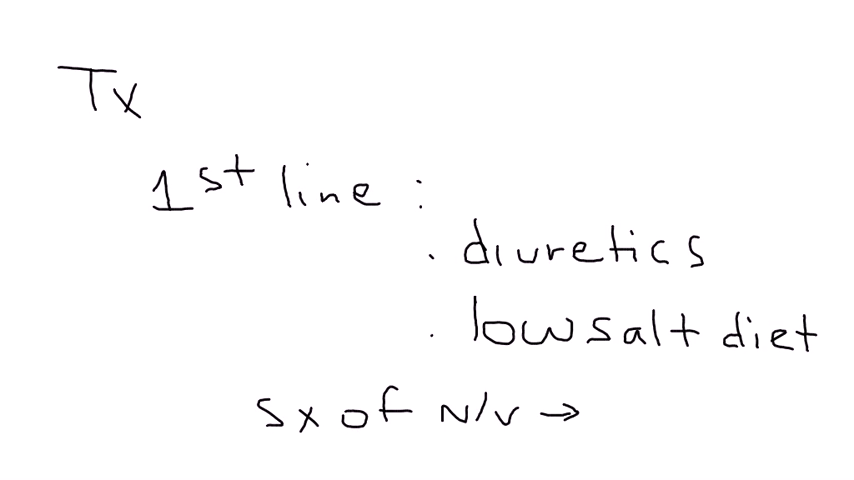 Tx
1st line :
. diuretics
. low salt diet
Sx of N/V →